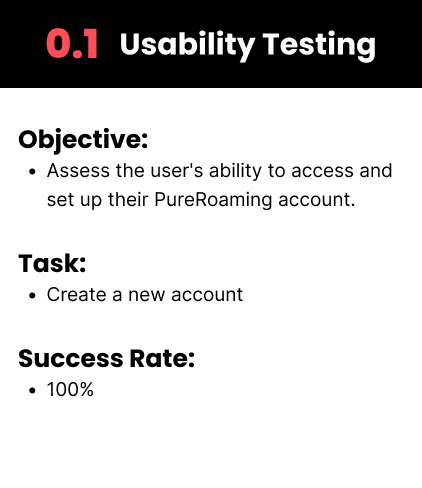 0.1 Usability Testing
Objective:
• Assess the user's ability to access and
set up their PureRoaming account.
Task:
• Create a new account
Success Rate:
• 100%